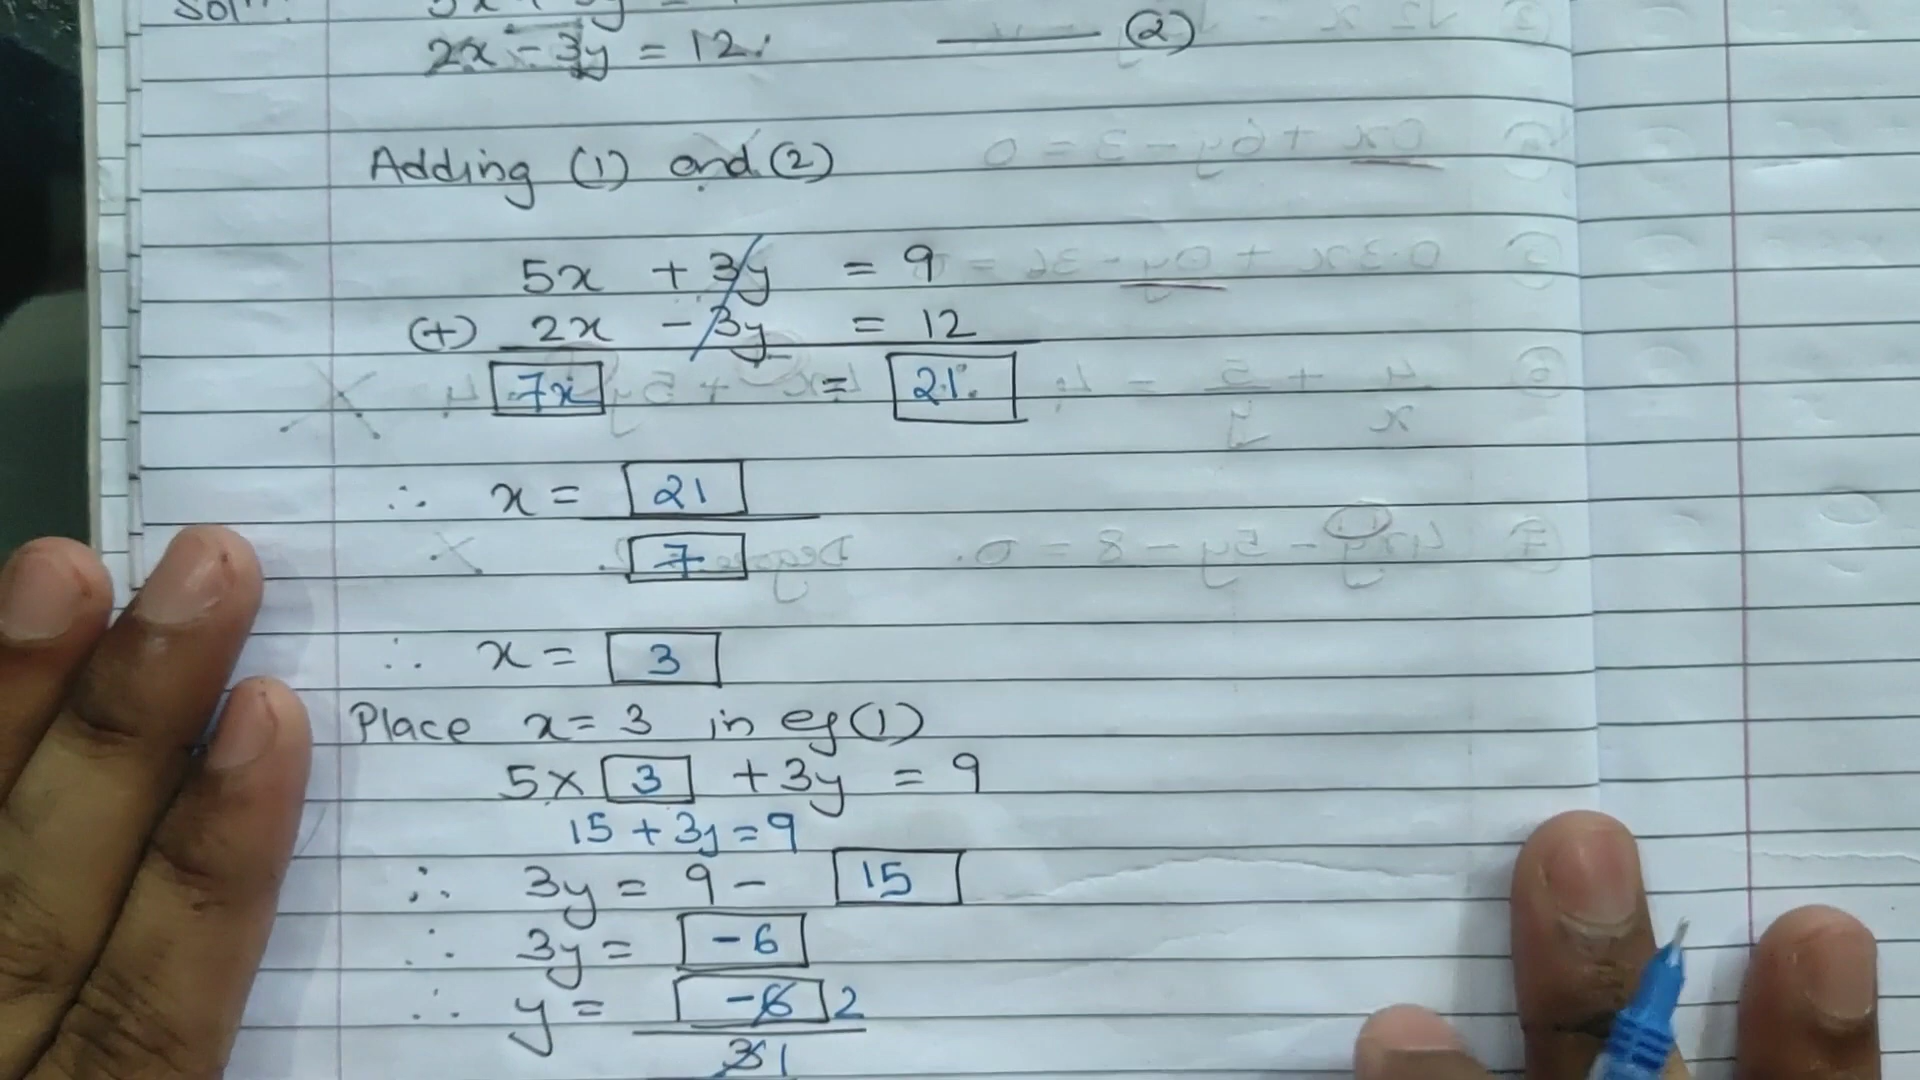 Solⁿ:
2x - 3y = 12. ——— (2)
Adding (1) and (2)
5x + 3y = 9
(+) 2x - 3y = 12
7x = 21.
∴ x = 21
7
∴ x = 3
Place x = 3 in eq (1)
5 x 3 + 3y = 9
15 + 3y = 9
∴ 3y = 9 - 15
∴ 3y = -6
∴ y = -6 2
3 1